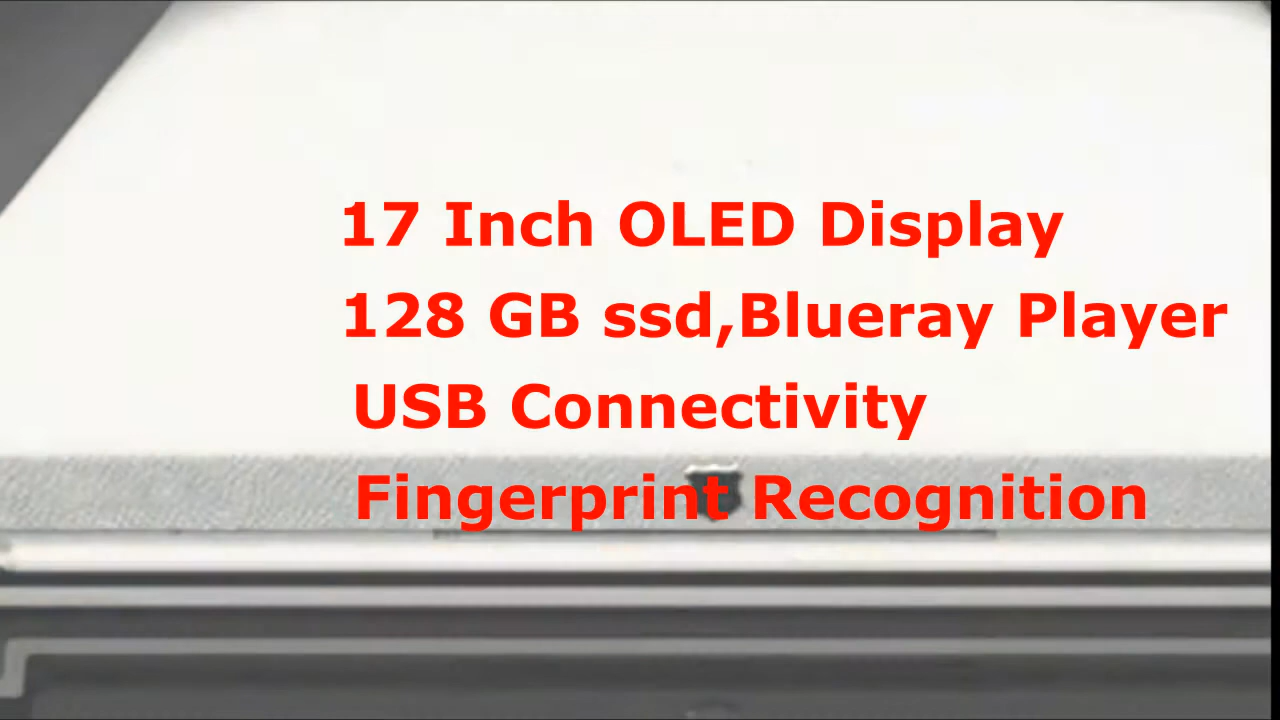 17 Inch OLED Display
128 GB ssd,Blueray Player
USB Connectivity
Fingerprint Recognition